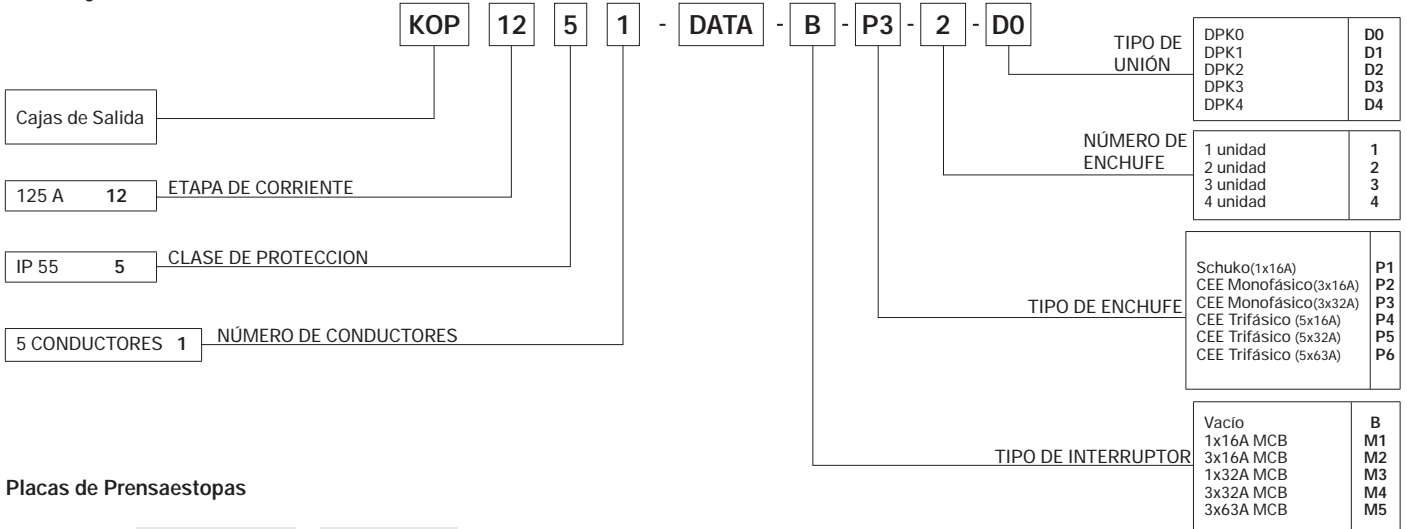 KOP 12 5 1 - DATA - B - P3 - 2 - D0
TIPO DE
UNIÓN
DPK0 D0
DPK1 D1
DPK2 D2
DPK3 D3
DPK4 D4
Cajas de Salida
NÚMERO DE
ENCHUFE
1 unidad 1
2 unidad 2
3 unidad 3
4 unidad 4
125 A 12 ETAPA DE CORRIENTE
IP 55 5 CLASE DE PROTECCION
TIPO DE ENCHUFE
Schuko(1x16A) P1
CEE Monofásico(3x16A) P2
CEE Monofásico(3x32A) P3
CEE Trifásico (5x16A) P4
CEE Trifásico (5x32A) P5
CEE Trifásico (5x63A) P6
5 CONDUCTORES 1 NÚMERO DE CONDUCTORES
TIPO DE INTERRUPTOR
Vacío B
1x16A MCB M1
3x16A MCB M2
1x32A MCB M3
3x32A MCB M4
3x63A MCB M5
Placas de Prensaestopas